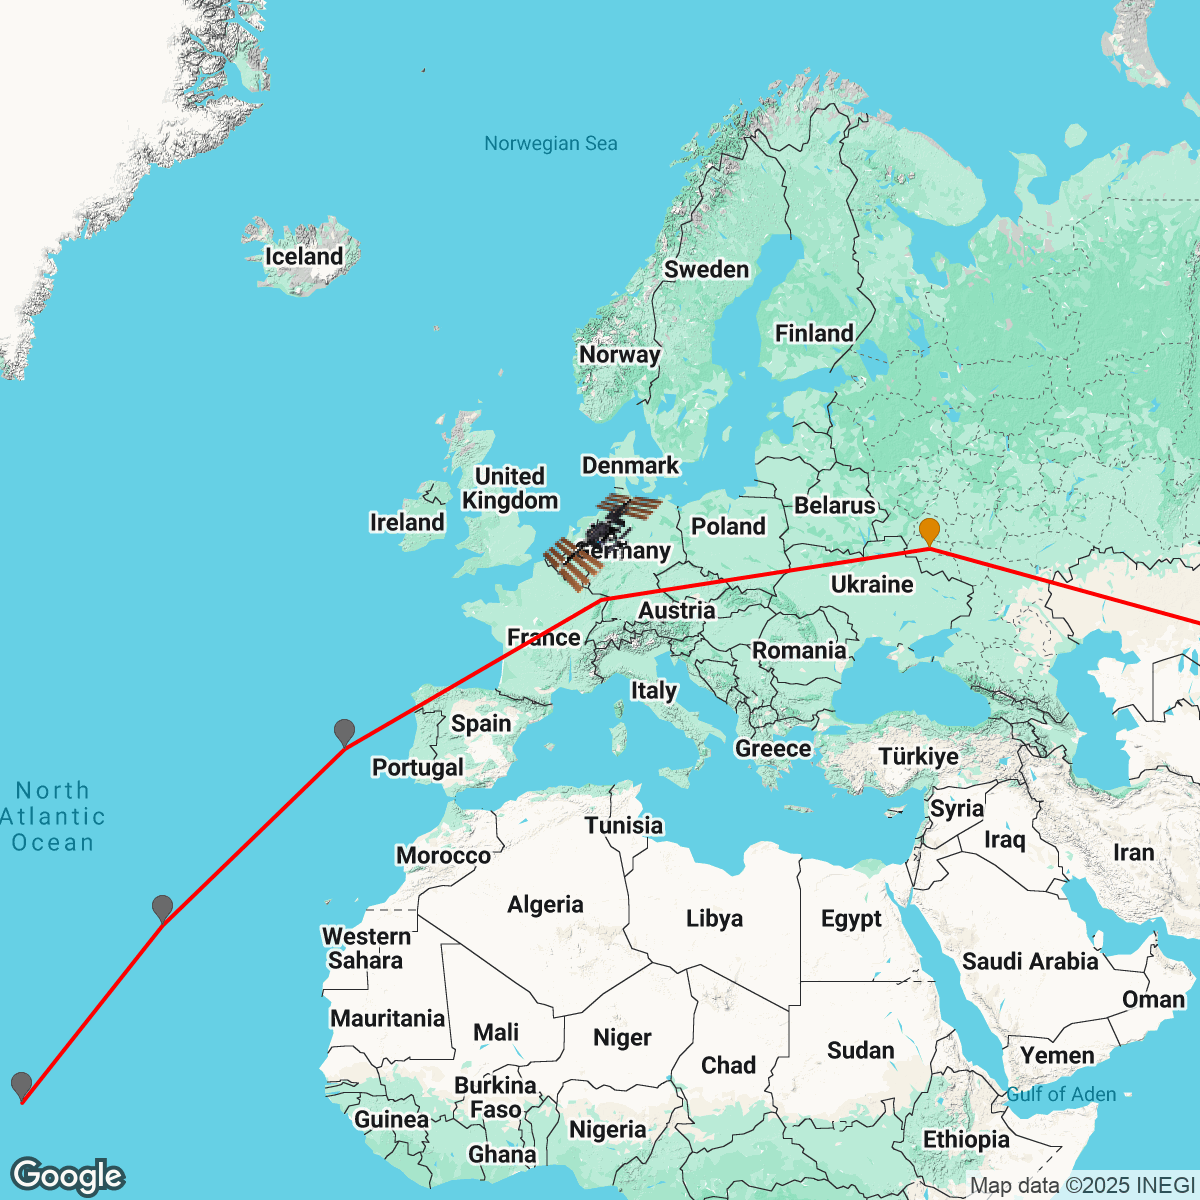 Norwegian Sea
Iceland
Sweden
Finland
Norway
Denmark
United
Kingdom
Ireland
Belarus
Poland
Germany
Ukraine
Austria
France
Romania
Italy
Spain
Greece
Türkiye
Portugal
North
Atlantic
Ocean
Syria
Tunisia
Iraq
Iran
Morocco
Algeria
Libya
Egypt
Western
Sahara
Saudi Arabia
Oman
Mauritania
Mali
Niger
Chad
Sudan
Yemen
Burkina
Faso
Gulf of Aden
Guinea
Nigeria
Ghana
Ethiopia
Google
Map data ©2025 INEGI